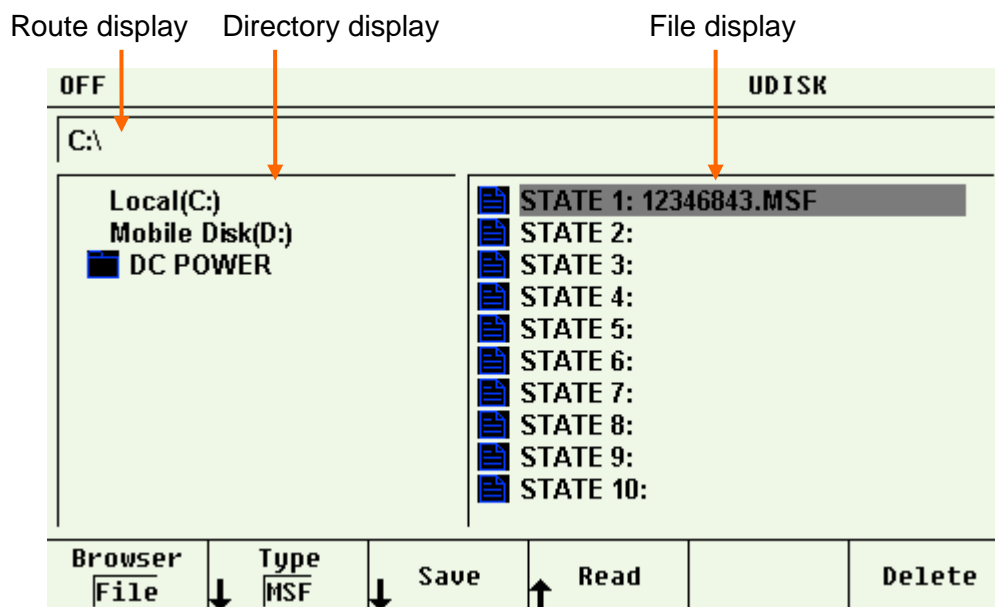 Route display Directory display File display
OFF UDISK
C:\
Local(C:)
Mobile Disk(D:)
DC POWER
STATE 1: 12346843.MSF
STATE 2:
STATE 3:
STATE 4:
STATE 5:
STATE 6:
STATE 7:
STATE 8:
STATE 9:
STATE 10:
Browser Type Save Read Delete
File MSF